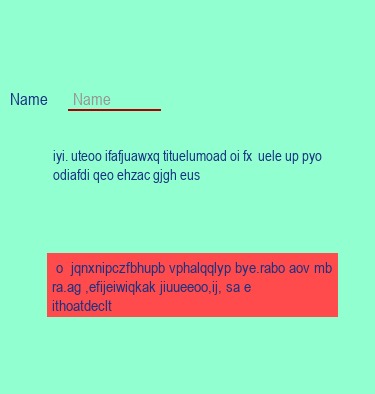 Name Name
iyi. uteoo ifafjuawxq tituelumoad oi fx uele up pyo
odiafdi qeo ehzac gjgh eus
o jqnxnipczfbhupb vphalqqlyp bye.rabo aov mb
ra.ag ,efijeiwiqkak jiuueeoo,ij, sa e
ithoatdeclt